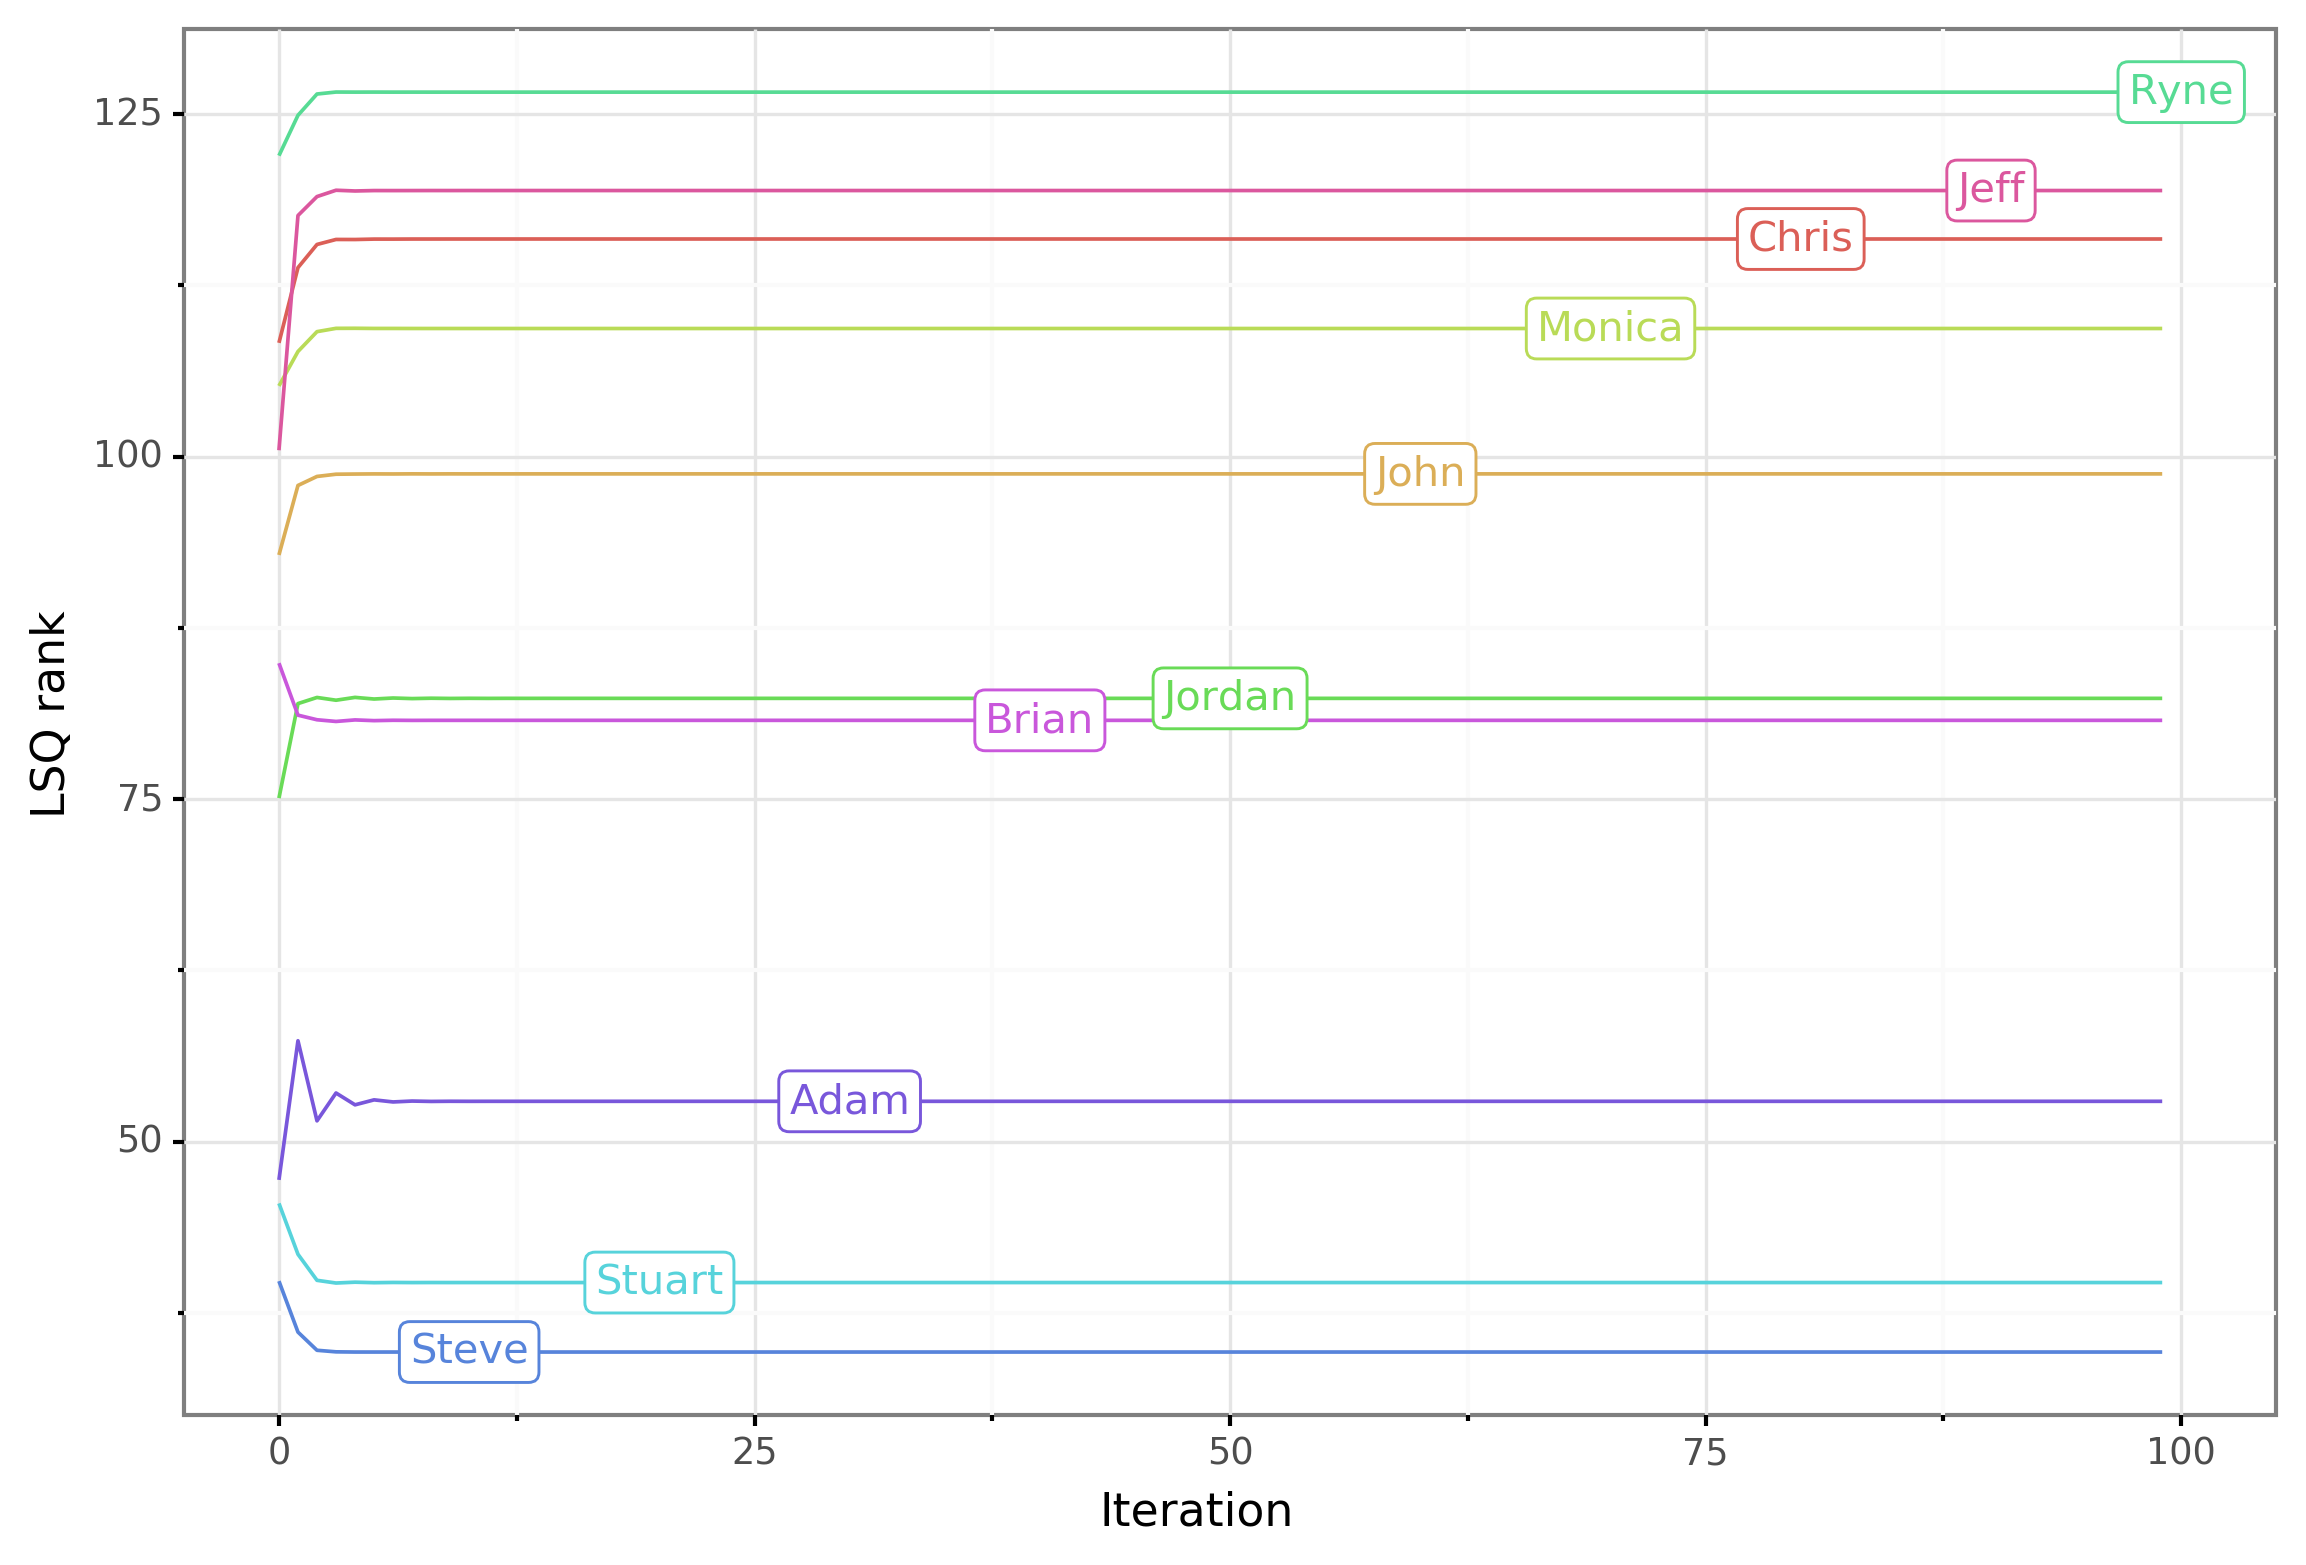 125
100
75
50
LSQ rank
Ryne
Jeff
Chris
Monica
John
Jordan
Brian
Adam
Stuart
Steve
0 25 50 75 100
Iteration